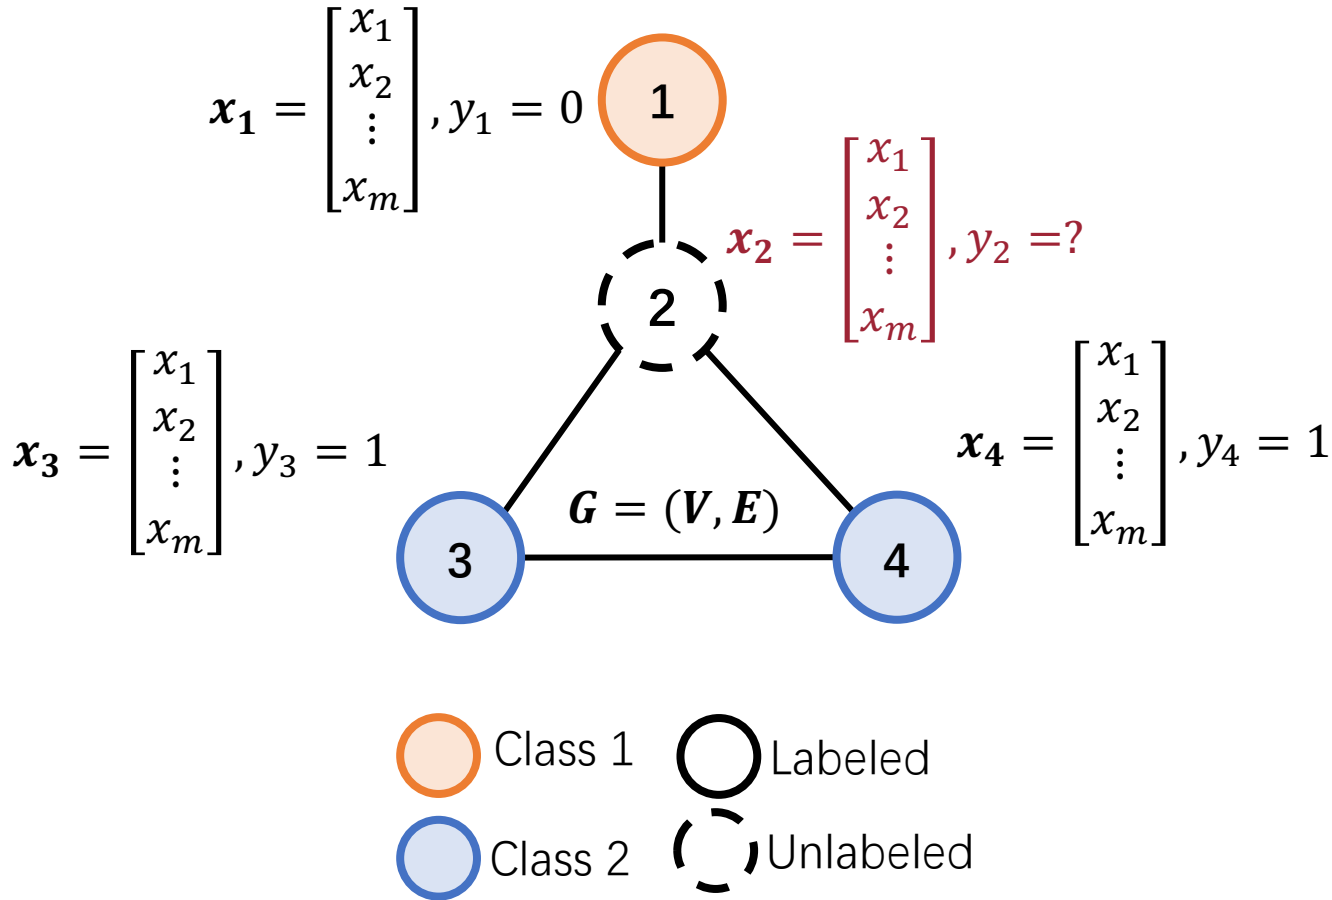 𝒙₁ = [x₁ x₂ ⋮ xₘ], y₁ = 0
1
𝒙₂ = [x₁ x₂ ⋮ xₘ], y₂ =?
2
𝒙₃ = [x₁ x₂ ⋮ xₘ], y₃ = 1
𝒙₄ = [x₁ x₂ ⋮ xₘ], y₄ = 1
G = (V, E)
3
4
Class 1
Labeled
Class 2
Unlabeled